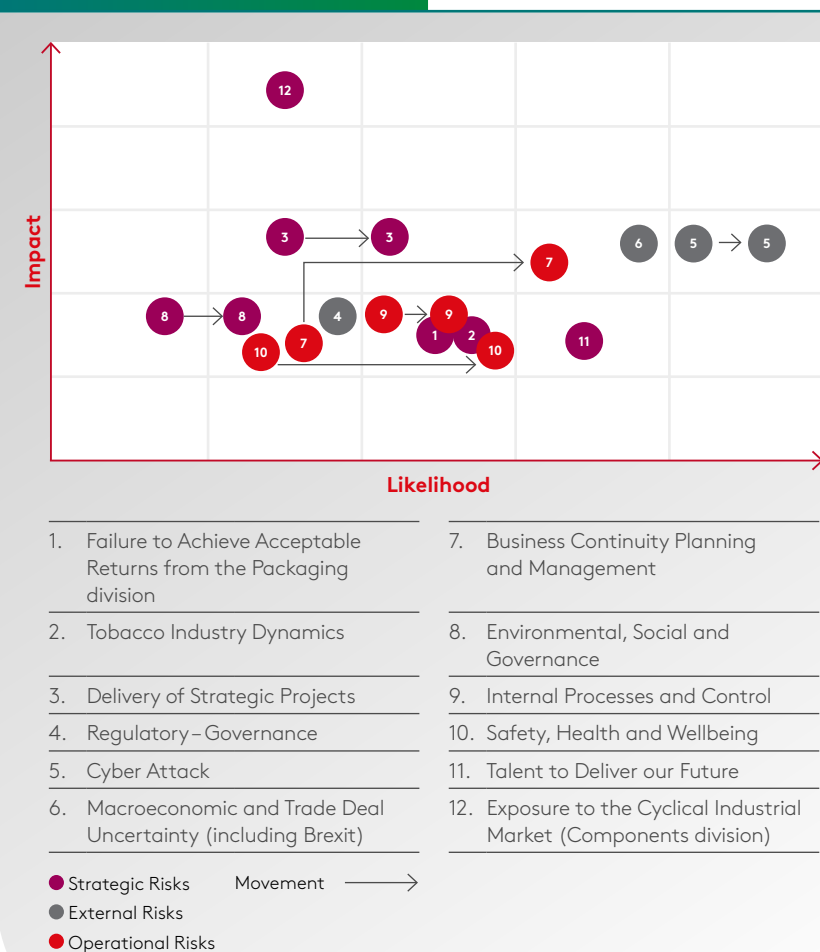 Impact
12
3
3
7
6
5
5
8
8
4
9
9
1
2
10
7
10
11
Likelihood
1. Failure to Achieve Acceptable
Returns from the Packaging
division
2. Tobacco Industry Dynamics
3. Delivery of Strategic Projects
4. Regulatory – Governance
5. Cyber Attack
6. Macroeconomic and Trade Deal
Uncertainty (including Brexit)
7. Business Continuity Planning
and Management
8. Environmental, Social and
Governance
9. Internal Processes and Control
10. Safety, Health and Wellbeing
11. Talent to Deliver our Future
12. Exposure to the Cyclical Industrial
Market (Components division)
Strategic Risks
Movement
External Risks
Operational Risks